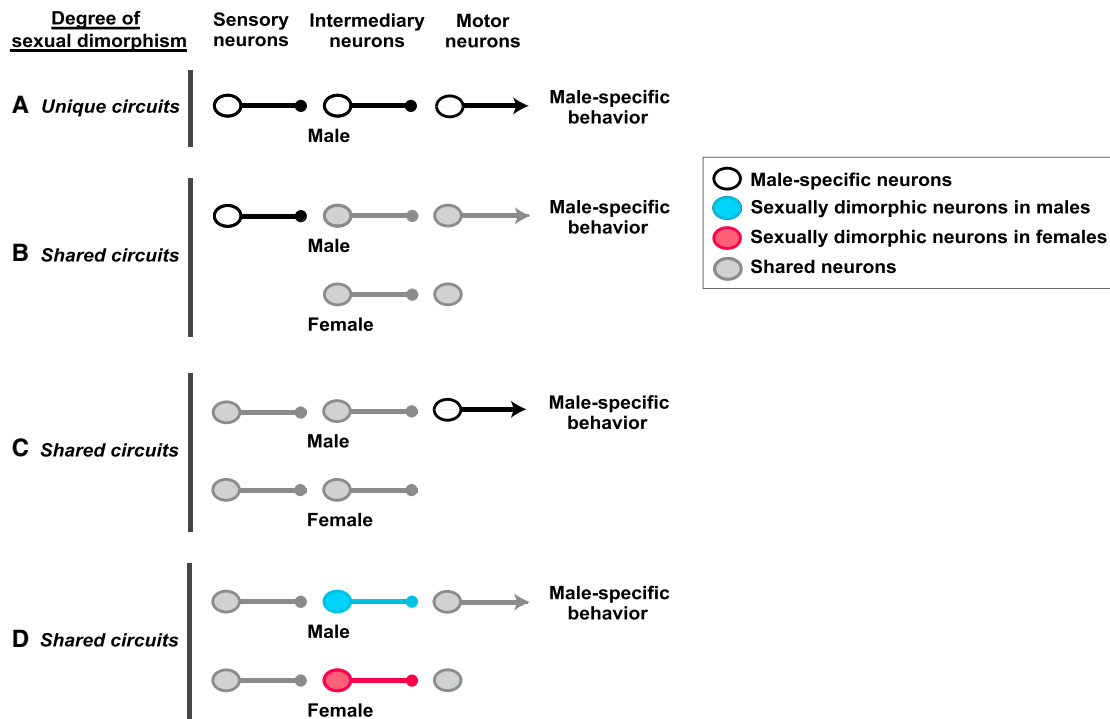 Degree of
sexual dimorphism
Sensory
neurons
Intermediary
neurons
Motor
neurons
A Unique circuits
Male
Male-specific
behavior
Male-specific neurons
Sexually dimorphic neurons in males
Sexually dimorphic neurons in females
Shared neurons
B Shared circuits
Male
Male-specific
behavior
Female
C Shared circuits
Male
Male-specific
behavior
Female
D Shared circuits
Male
Male-specific
behavior
Female